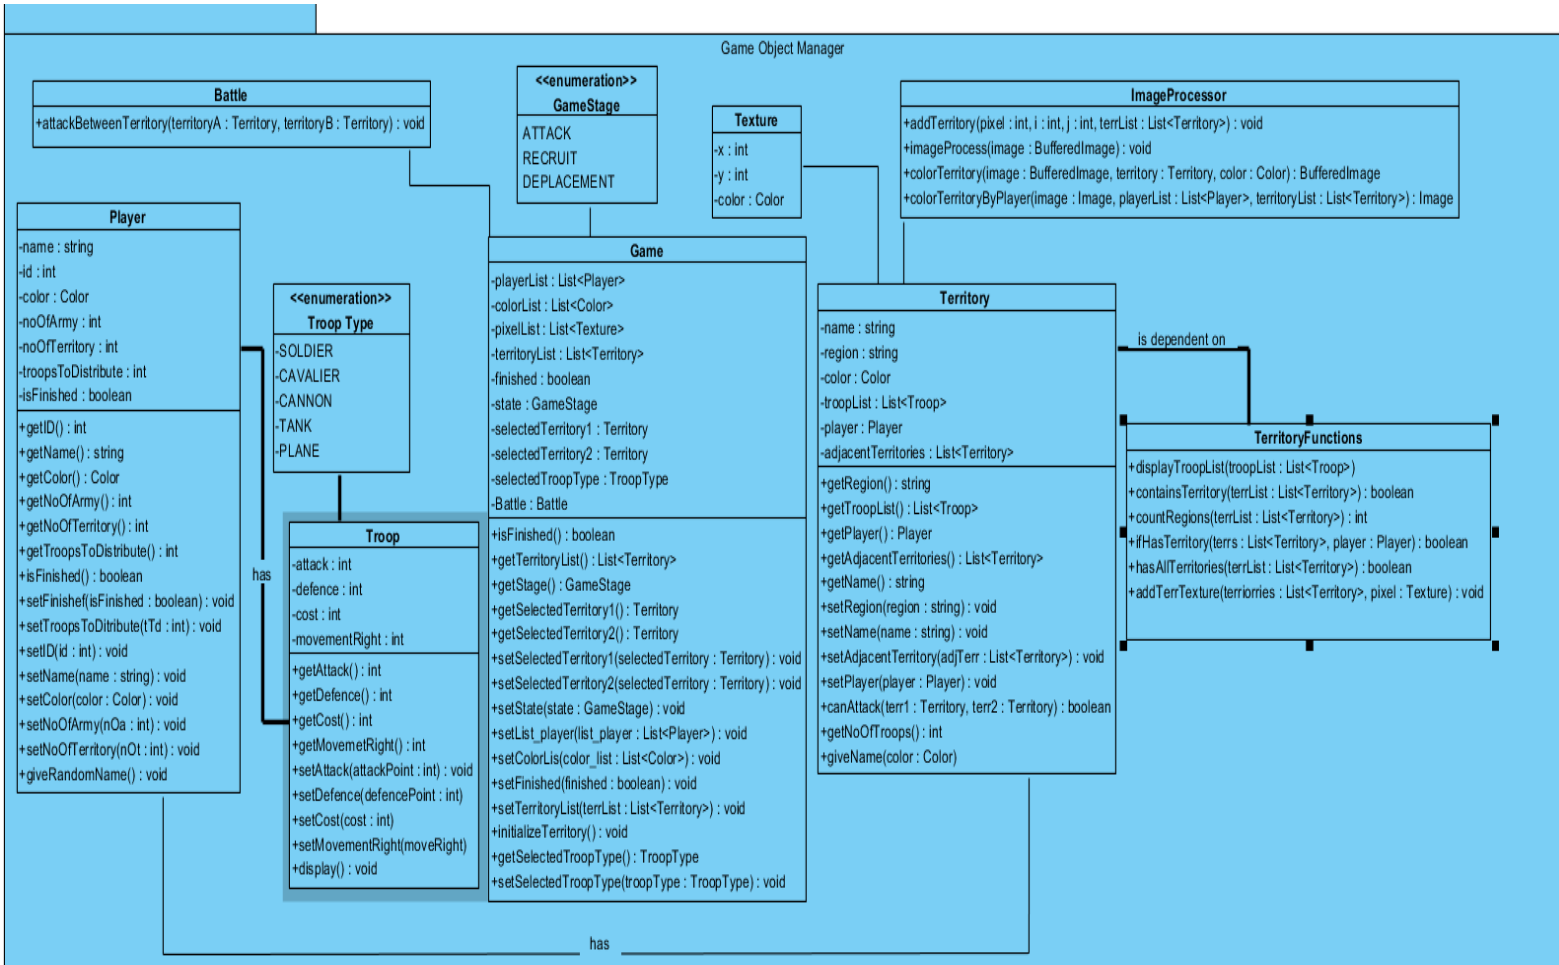 Game Object Manager
Battle
+attackBetweenTerritory(territoryA : Territory, territoryB : Territory) : void
<<enumeration>>
GameStage
ATTACK
RECRUIT
DEPLACEMENT
Texture
-x : int
-y : int
-color : Color
ImageProcessor
+addTerritory(pixel : int, i : int, j : int, terrList : List<Territory>) : void
+imageProcess(image : BufferedImage) : void
+colorTerritory(image : BufferedImage, territory : Territory, color : Color) : BufferedImage
+colorTerritoryByPlayer(image : Image, playerList : List<Player>, territoryList : List<Territory>) : Image
Player
-name : string
-id : int
-color : Color
-noOfArmy : int
-noOfTerritory : int
-troopsToDistribute : int
-isFinished : boolean
+getID() : int
+getName() : string
+getColor() : Color
+getNoOfArmy() : int
+getNoOfTerritory() : int
+getTroopsToDistribute() : int
+isFinished() : boolean
+setFinishef(isFinished : boolean) : void
+setTroopsToDitribute(tTd : int) : void
+setID(id : int) : void
+setName(name : string) : void
+setColor(color : Color) : void
+setNoOfArmy(nOa : int) : void
+setNoOfTerritory(nOt : int) : void
+giveRandomName() : void
has
<<enumeration>>
Troop Type
-SOLDIER
-CAVALIER
-CANNON
-TANK
-PLANE
Troop
-attack : int
-defence : int
-cost : int
-movementRight : int
+getAttack() : int
+getDefence() : int
+getCost() : int
+getMovemetRight() : int
+setAttack(attackPoint : int) : void
+setDefence(defencePoint : int)
+setCost(cost : int)
+setMovementRight(moveRight)
+display() : void
Game
-playerList : List<Player>
-colorList : List<Color>
-pixelList : List<Texture>
-territoryList : List<Territory>
-finished : boolean
-state : GameStage
-selectedTerritory1 : Territory
-selectedTerritory2 : Territory
-selectedTroopType : TroopType
-Battle : Battle
+isFinished() : boolean
+getTerritoryList() : List<Territory>
+getStage() : GameStage
+getSelectedTerritory1() : Territory
+getSelectedTerritory2() : Territory
+setSelectedTerritory1(selectedTerritory : Territory) : void
+setSelectedTerritory2(selectedTerritory : Territory) : void
+setState(state : GameStage) : void
+setList_player(list_player : List<Player>) : void
+setColorLis(color_list : List<Color>) : void
+setFinished(finished : boolean) : void
+setTerritoryList(terrList : List<Territory>) : void
+initializeTerritory() : void
+getSelectedTroopType() : TroopType
+setSelectedTroopType(troopType : TroopType) : void
Territory
-name : string
-region : string
-color : Color
-troopList : List<Troop>
-player : Player
-adjacentTerritories : List<Territory>
+getRegion() : string
+getTroopList() : List<Troop>
+getPlayer() : Player
+getAdjacentTerritories() : List<Territory>
+getName() : string
+setRegion(region : string) : void
+setName(name : string) : void
+setAdjacentTerritory(adjTerr : List<Territory>) : void
+setPlayer(player : Player) : void
+canAttack(terr1 : Territory, terr2 : Territory) : boolean
+getNoOfTroops() : int
+giveName(color : Color)
is dependent on
TerritoryFunctions
+displayTroopList(troopList : List<Troop>)
+containsTerritory(terrList : List<Territory>) : boolean
+countRegions(terrList : List<Territory>) : int
+ifHasTerritory(terrs : List<Territory>, player : Player) : boolean
+hasAllTerritories(terrList : List<Territory>) : boolean
+addTerrTexture(terriorries : List<Territory>, pixel : Texture) : void
has